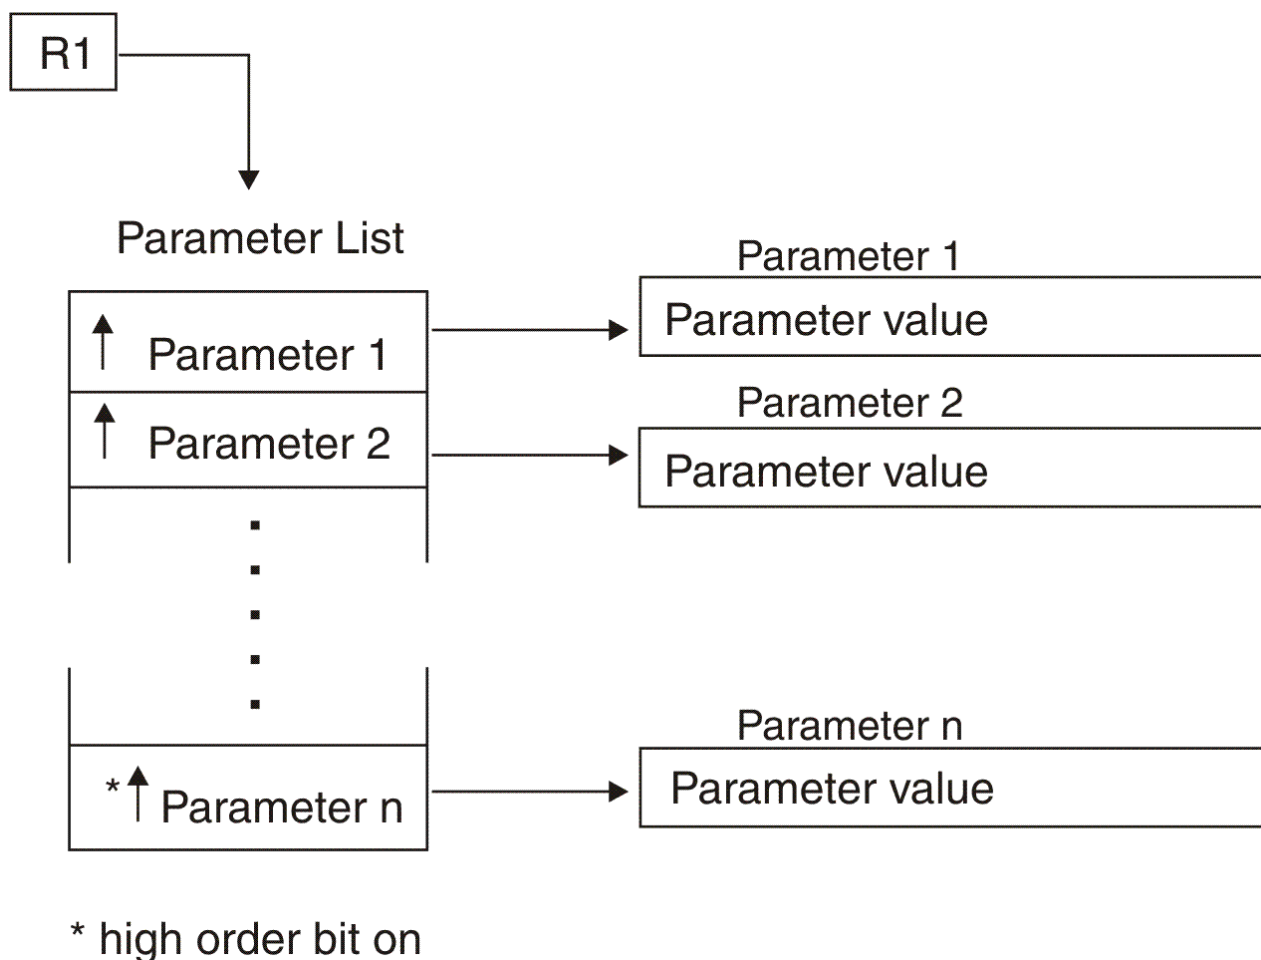 R1
Parameter List
Parameter 1
Parameter value
Parameter 1
Parameter 2
Parameter value
Parameter 2
Parameter n
Parameter value
* Parameter n
* high order bit on